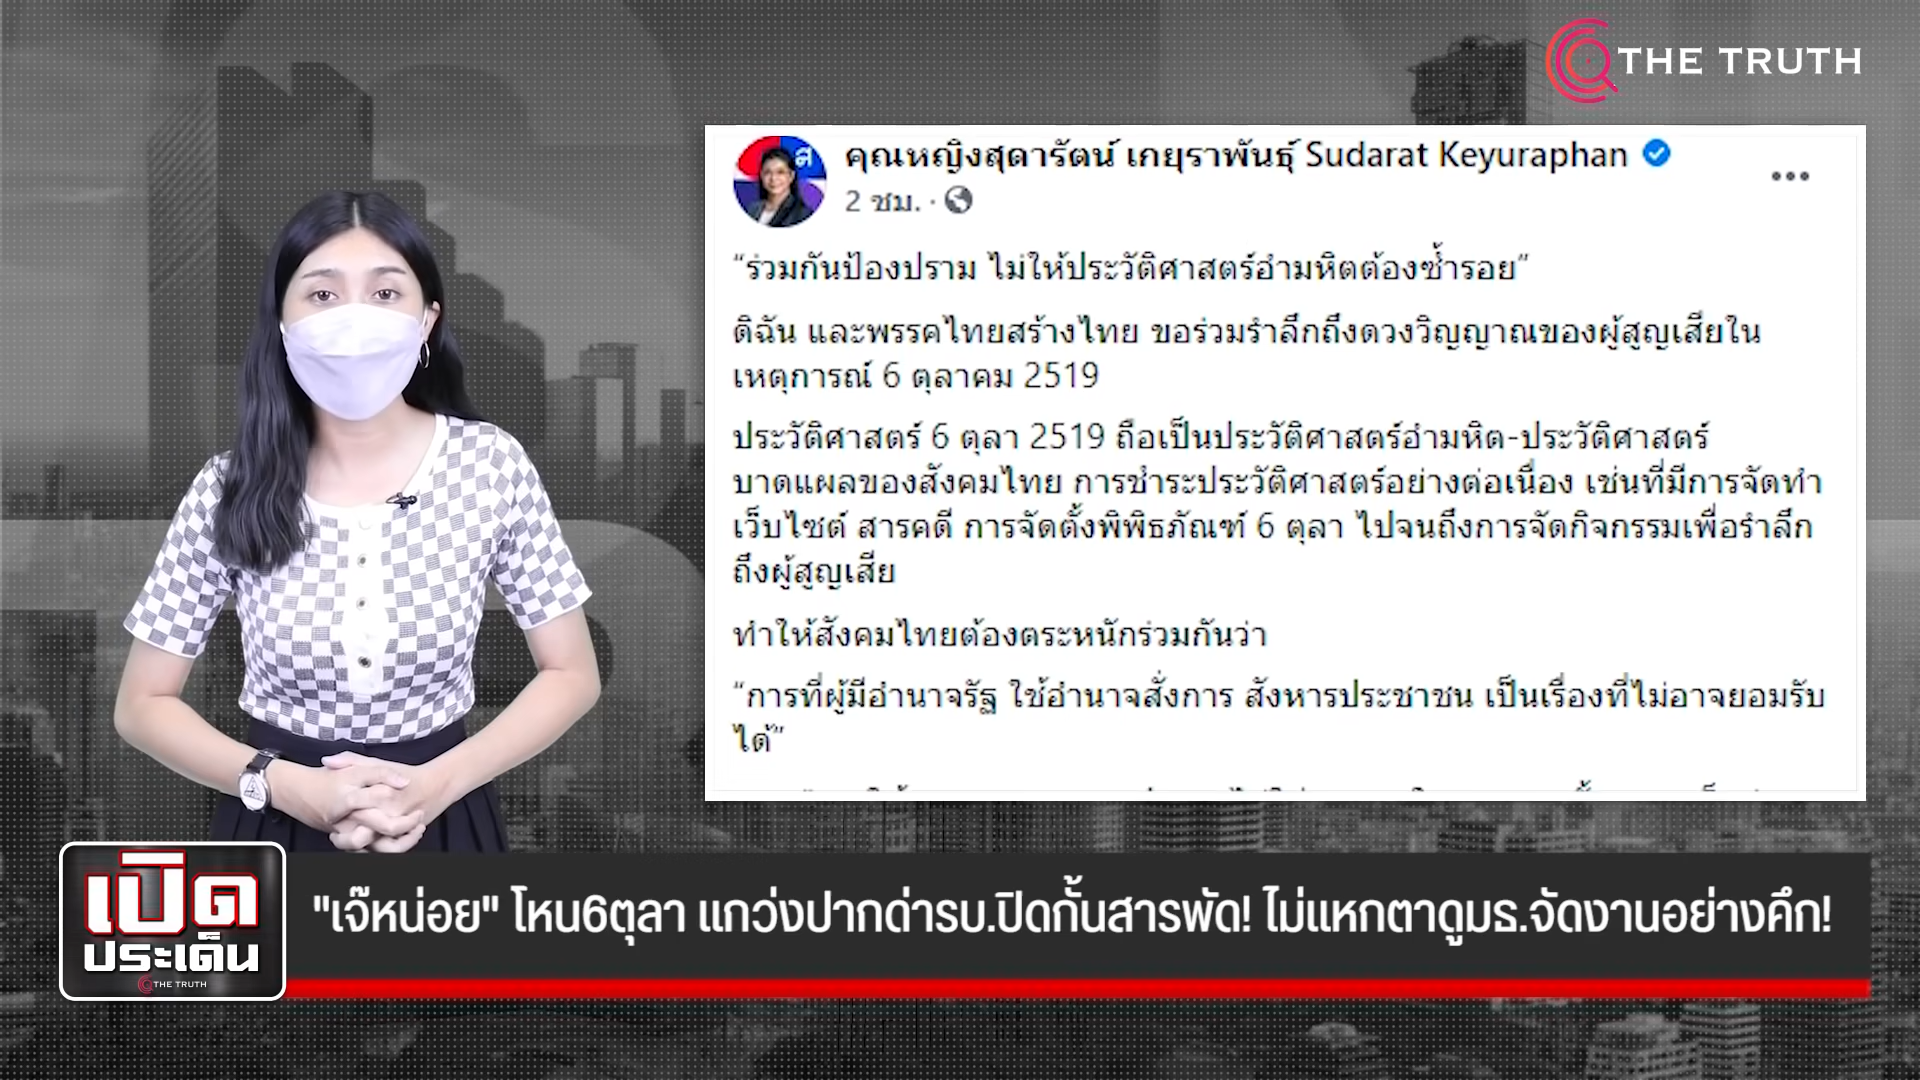 THE TRUTH
คุณหญิงสุดารัตน์ เกยุราพันธุ์ Sudarat Keyuraphan
2 ชม. ·
“ร่วมกันป้องปราม ไม่ให้ประวัติศาสตร์อำมหิตต้องซ้ำรอย”
ดิฉัน และพรรคไทยสร้างไทย ขอร่วมรำลึกถึงดวงวิญญาณของผู้สูญเสียใน
เหตุการณ์ 6 ตุลาคม 2519
ประวัติศาสตร์ 6 ตุลา 2519 ถือเป็นประวัติศาสตร์อำมหิต-ประวัติศาสตร์
บาดแผลของสังคมไทย การชำระประวัติศาสตร์อย่างต่อเนื่อง เช่นที่มีการจัดทำ
เว็บไซต์ สารคดี การจัดตั้งพิพิธภัณฑ์ 6 ตุลา ไปจนถึงการจัดกิจกรรมเพื่อรำลึก
ถึงผู้สูญเสีย
ทำให้สังคมไทยต้องตระหนักร่วมกันว่า
“การที่ผู้มีอำนาจรัฐ ใช้อำนาจสั่งการ สังหารประชาชน เป็นเรื่องที่ไม่อาจยอมรับ
ได้”
เปิด
ประเด็น
THE TRUTH
"เจ๊หน่อย" โหน6ตุลา แกว่งปากด่ารบ.ปิดกั้นสารพัด! ไม่แหกตาดูมธ.จัดงานอย่างคึก!